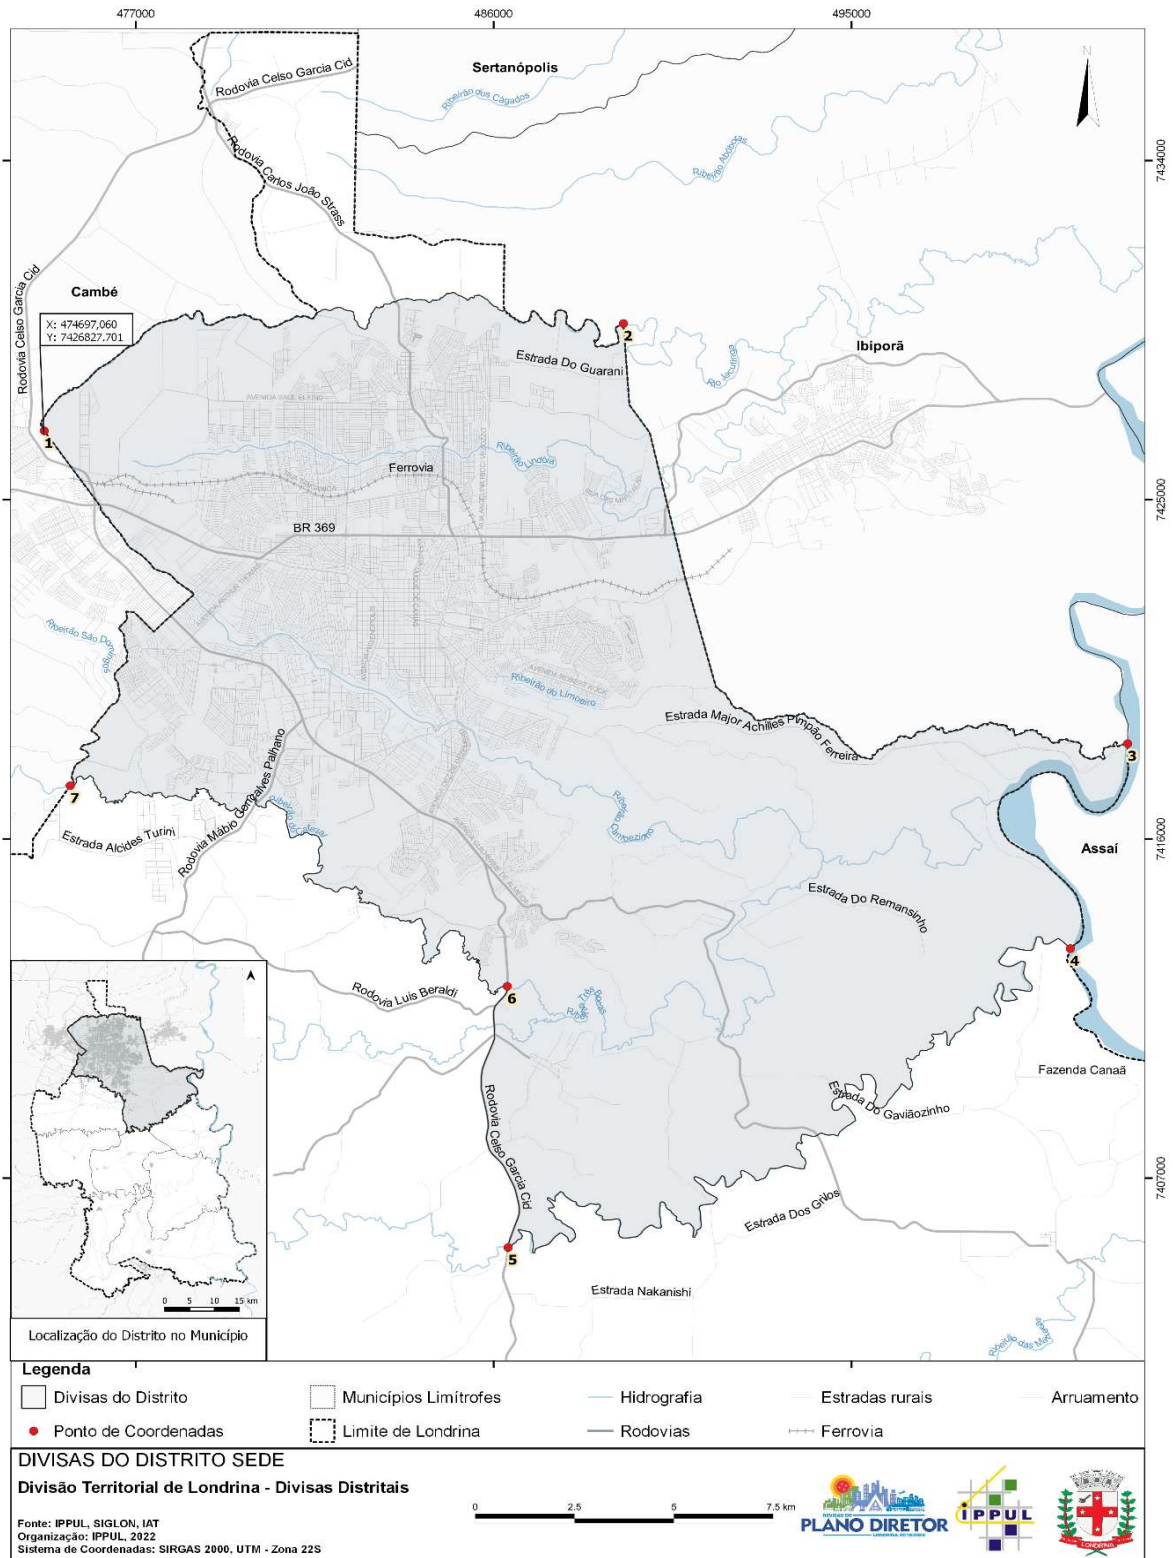 477000
486000
495000
Sertanópolis
N
Rodovia Celso Garcia Cid
Ribeirão dos Cágados
Rodovia Carlos João Strass
Ribeirão Abóboras
7434000
Rodovia Celso Garcia Cid
Cambé
X: 474697,060
Y: 7426827.701
2
Ibiporã
Estrada Do Guarani
Rio Jacutinga
1
Ribeirão Lindóia
Ferrovia
7425000
BR 369
Ribeirão São Domingos
Ribeirão do Limoeiro
Estrada Major Achilles Pimpão Ferreira
3
Rodovia Mábio Gonçalves Palhano
7
Ribeirão Cambezinho
Estrada Alcides Turini
7416000
Assaí
Estrada Do Remansinho
4
Rodovia Luis Beraldi
6
Ribeirão Três Bocas
Fazenda Canaã
Estrada Do Gaviãozinho
Rodovia Celso Garcia Cid
7407000
Estrada Dos Grilos
5
Estrada Nakanishi
0 5 10 15 km
Localização do Distrito no Município
Legenda
Divisas do Distrito
Municípios Limítrofes
Hidrografia
Estradas rurais
Arruamento
Ponto de Coordenadas
Limite de Londrina
Rodovias
Ferrovia
DIVISAS DO DISTRITO SEDE
Divisão Territorial de Londrina - Divisas Distritais
0 2.5 5 7.5 km
Fonte: IPPUL, SIGLON, IAT
Organização: IPPUL, 2022
Sistema de Coordenadas: SIRGAS 2000, UTM - Zona 22S
PLANO DIRETOR
IPPUL
LONDRINA